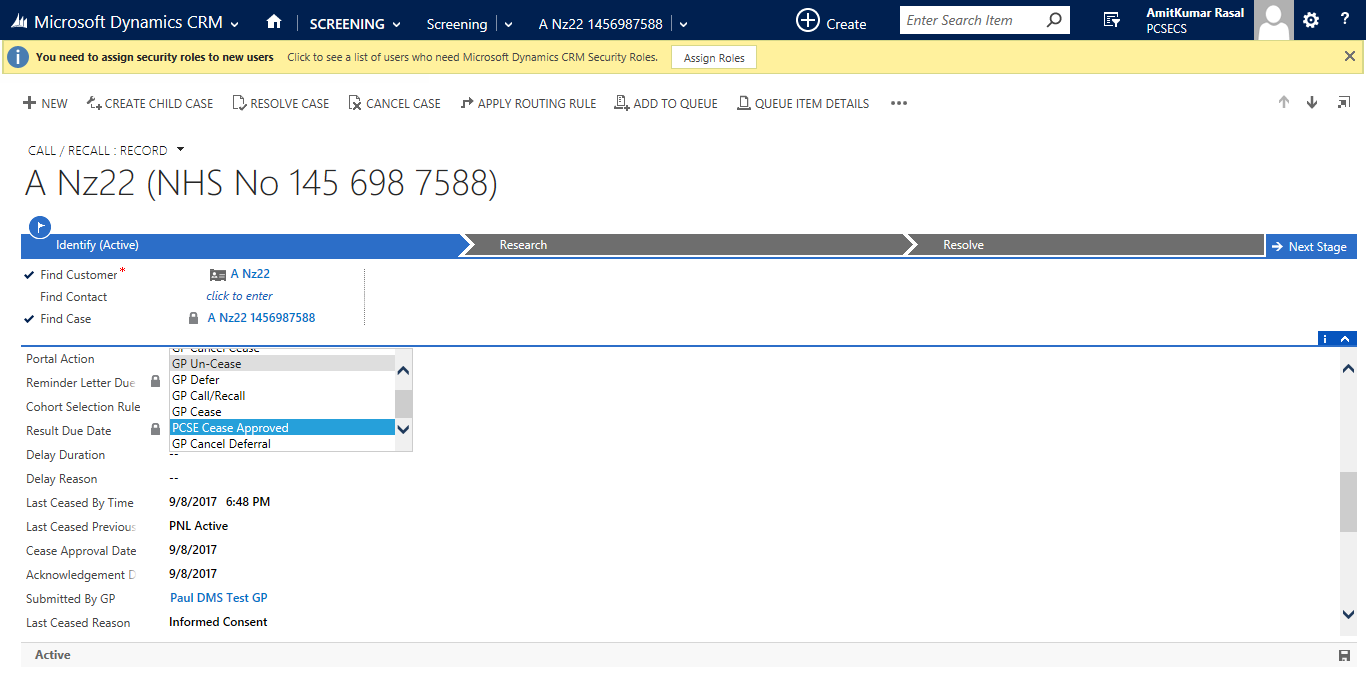 Microsoft Dynamics CRM SCREENING Screening A Nz22 1456987588 Create Enter Search Item AmitKumar Rasal ?
PCSECS
You need to assign security roles to new users Click to see a list of users who need Microsoft Dynamics CRM Security Roles. Assign Roles
NEW CREATE CHILD CASE RESOLVE CASE CANCEL CASE APPLY ROUTING RULE ADD TO QUEUE QUEUE ITEM DETAILS
CALL / RECALL : RECORD
A Nz22 (NHS No 145 698 7588)
Identify (Active) Research Resolve Next Stage
Find Customer* A Nz22
Find Contact click to enter
Find Case A Nz22 1456987588
GP Cancel Cease
Portal Action GP Un-Cease
GP Defer
Reminder Letter Due
GP Call/Recall
Cohort Selection Rule GP Cease
Result Due Date PCSE Cease Approved
GP Cancel Deferral
Delay Duration --
Delay Reason --
Last Ceased By Time 9/8/2017 6:48 PM
Last Ceased Previous PNL Active
Cease Approval Date 9/8/2017
Acknowledgement D 9/8/2017
Submitted By GP Paul DMS Test GP
Last Ceased Reason Informed Consent
Active